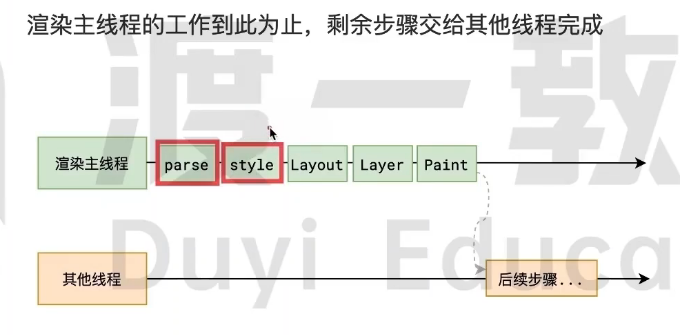 渲染主线程的工作到此为止，剩余步骤交给其他线程完成
渡一教
渲染主线程 parse style Layout Layer Paint
Duyi Educa
其他线程 后续步骤...